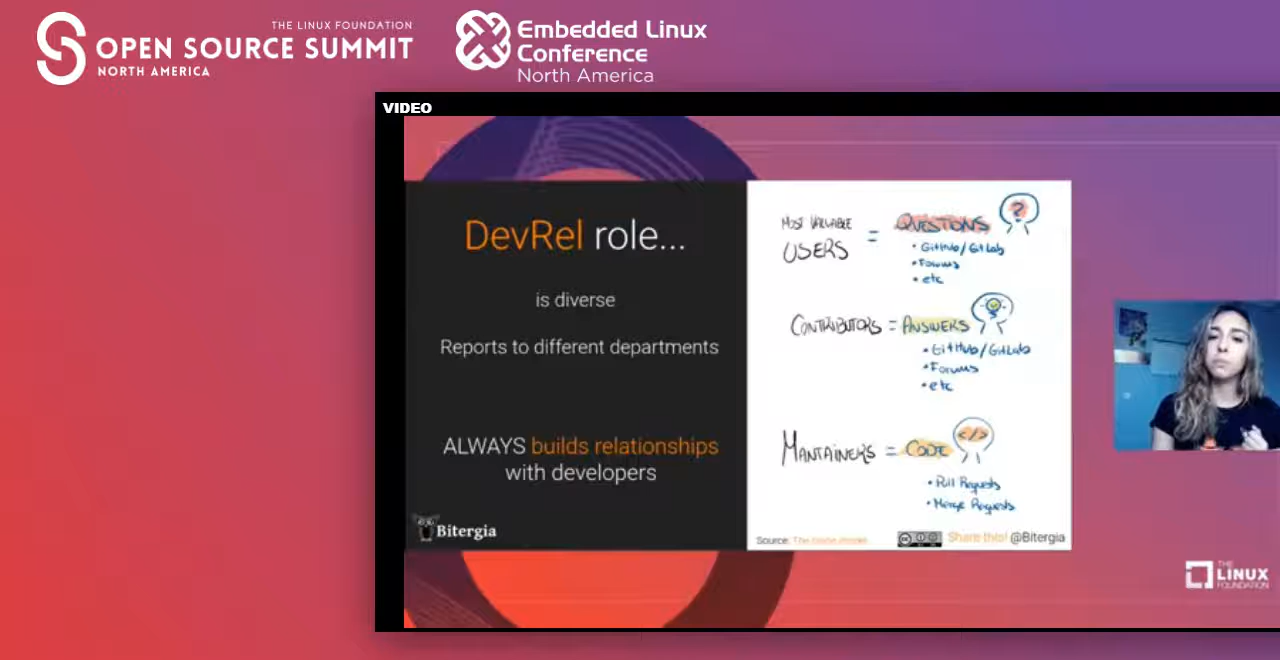 THE LINUX FOUNDATION
OPEN SOURCE SUMMIT
NORTH AMERICA
Embedded Linux
Conference
North America
VIDEO
DevRel role...
is diverse
Reports to different departments
ALWAYS builds relationships
with developers
Bitergia
MOST VALUABLE
USERS
=
QUESTIONS
?
• GitHub/GitLab
• Forums
• etc
CONTRIBUTORS = ANSWERS
• GitHub/GitLab
• Forums
• etc
MANTAINERS = CODE
</>
• Pull Requests
• Merge Requests
Source:
Share this! @Bitergia
THE
LINUX
FOUNDATION